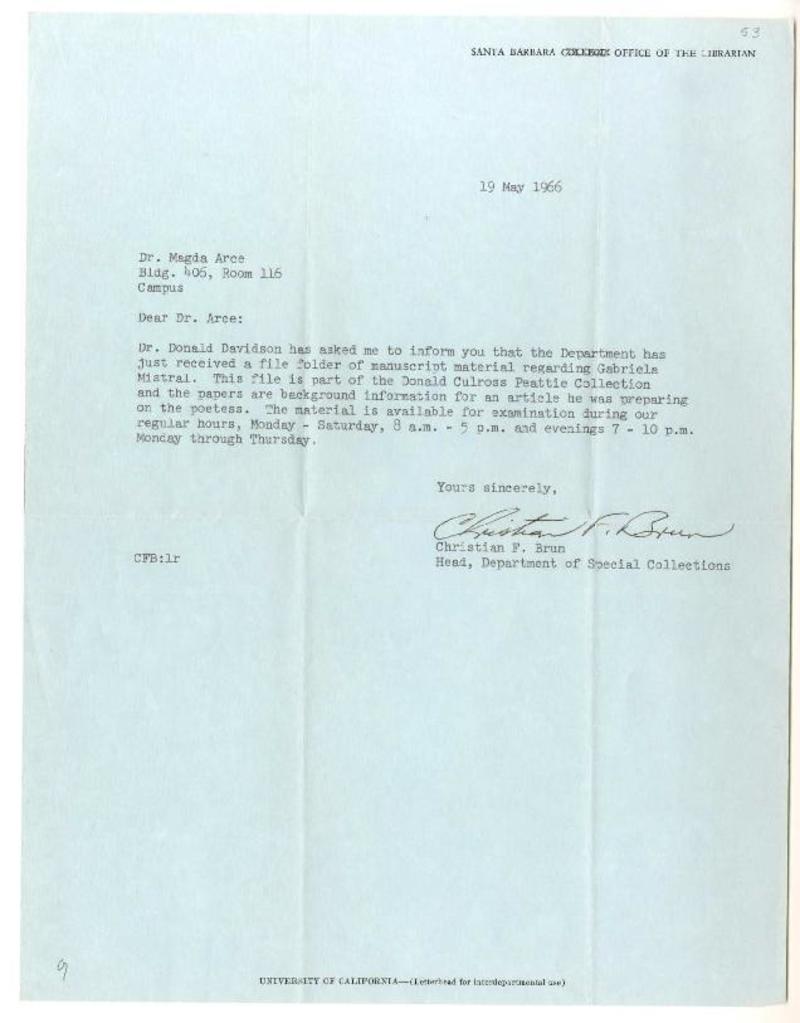 53
SANTA BARBARA COLLEGE OFFICE OF THE LIBRARIAN
19 May 1966
Dr. Magda Arce
Bldg. 406, Room 116
Campus
Dear Dr. Arce:
Dr. Donald Davidson has asked me to inform you that the Department has
just received a file folder of manuscript material regarding Gabriela
Mistral. This file is part of the Donald Culross Peattie Collection
and the papers are background information for an article he was preparing
on the poetess. The material is available for examination during our
regular hours, Monday - Saturday, 8 a.m. - 5 p.m. and evenings 7 - 10 p.m.
Monday through Thursday.
Yours sincerely,
Christian F. Brun
Christian F. Brun
Head, Department of Special Collections
CFB:lr
9
UNIVERSITY OF CALIFORNIA—(Letterhead for interdepartmental use)